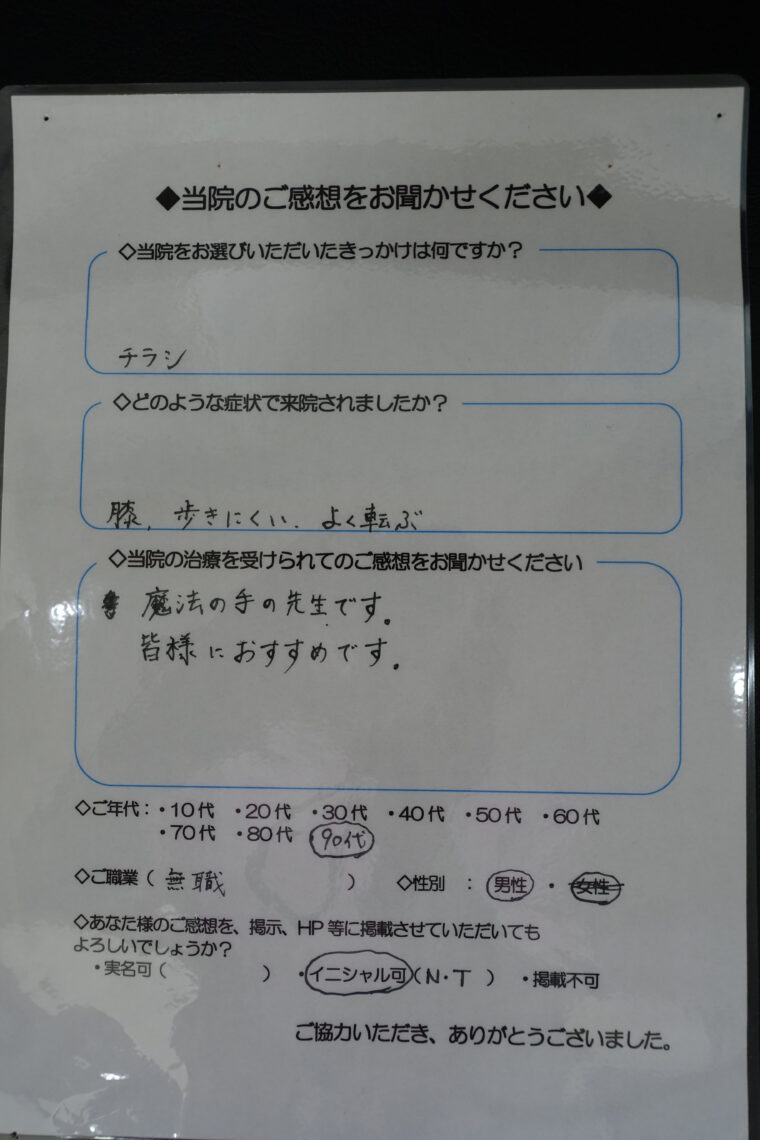 ◆当院のご感想をお聞かせください◆
◇当院をお選びいただいたきっかけは何ですか？
チラシ
◇どのような症状で来院されましたか？
膝、歩きにくい、よく転ぶ
◇当院の治療を受けられてのご感想をお聞かせください
魔法の手の先生です。
皆様におすすめです。
◇ご年代：・10代 ・20代 ・30代 ・40代 ・50代 ・60代
・70代 ・80代 90代
◇ご職業（無職）　◇性別　：　男性　・　女性
◇あなた様のご感想を、掲示、HP等に掲載させていただいても
よろしいでしょうか？
・実名可（　　　　　）　・イニシャル可（N・T　）　・掲載不可
ご協力いただき、ありがとうございました。